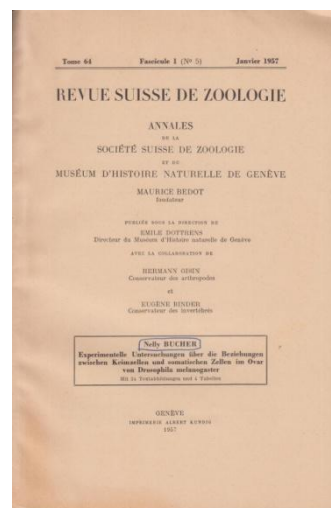 Tome 64 Fascicule 1 (Nº 5) Janvier 1957
REVUE SUISSE DE ZOOLOGIE
ANNALES
DE LA
SOCIÉTÉ SUISSE DE ZOOLOGIE
ET DU
MUSÉUM D'HISTOIRE NATURELLE DE GENÈVE
MAURICE BEDOT
fondateur
PUBLIÉE SOUS LA DIRECTION DE
EMILE DOTTRENS
Directeur du Muséum d'Histoire naturelle de Genève
AVEC LA COLLABORATION DE
HERMANN GISIN
Conservateur des arthropodes
et
EUGÈNE BINDER
Conservateur des invertébrés
Nelly BUCHER
Experimentelle Untersuchungen über die Beziehungen
zwischen Keimzellen und somatischen Zellen im Ovar
von Drosophila melanogaster
Mit Textabbildungen und Tabellen
GENÈVE
IMPRIMERIE ALBERT KUNDIG
1957